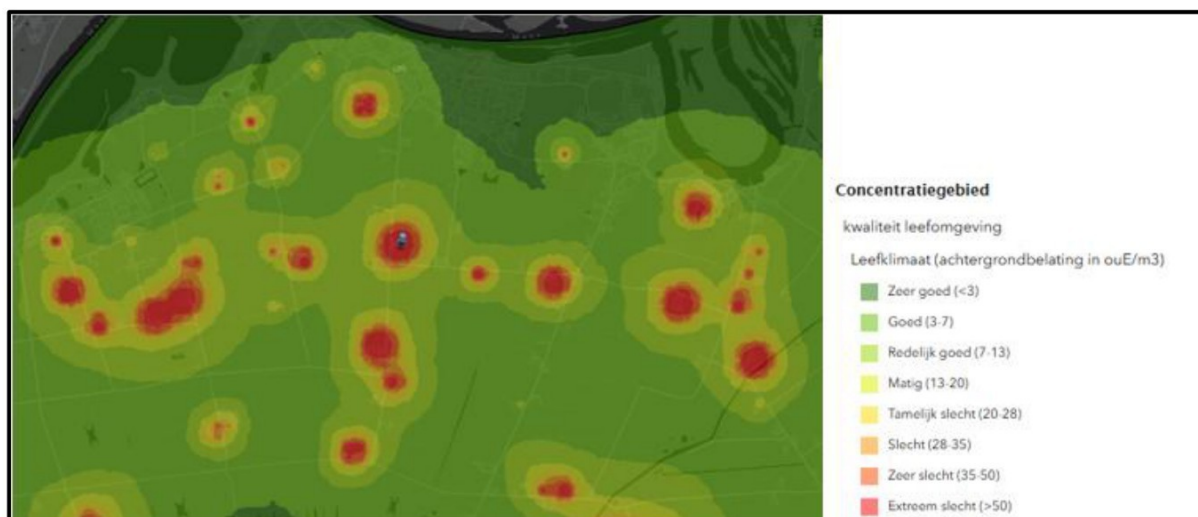 Concentratiegebied
kwaliteit leefomgeving
Leefklimaat (achtergrondbelating in ouE/m3)
Zeer goed (<3)
Goed (3-7)
Redelijk goed (7-13)
Matig (13-20)
Tamelijk slecht (20-28)
Slecht (28-35)
Zeer slecht (35-50)
Extreem slecht (>50)